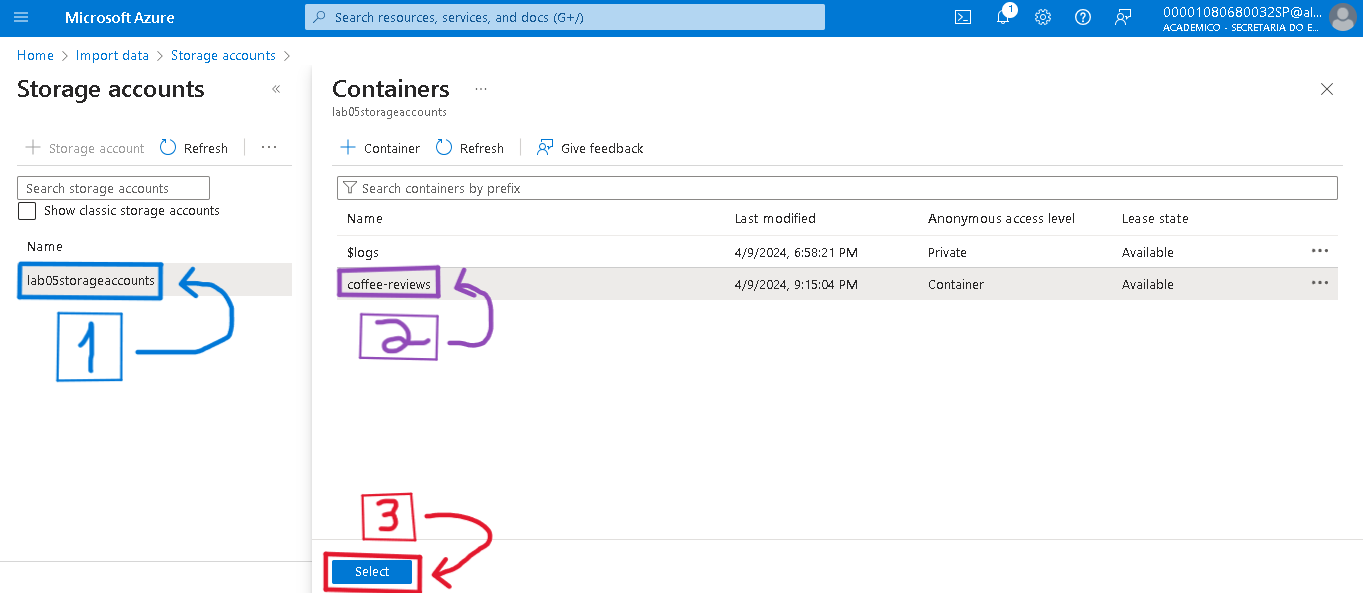 Microsoft Azure
Search resources, services, and docs (G+/)
1
00001080680032SP@al...
ACADEMICO - SECRETARIA DO E...
Home > Import data > Storage accounts >
Storage accounts «
Containers ...
lab05storageaccounts
+ Storage account Refresh ...
+ Container Refresh Give feedback
Search storage accounts
Search containers by prefix
Show classic storage accounts
Name Last modified Anonymous access level Lease state
Name
$logs 4/9/2024, 6:58:21 PM Private Available ...
lab05storageaccounts
coffee-reviews 4/9/2024, 9:15:04 PM Container Available ...
1
2
3
Select